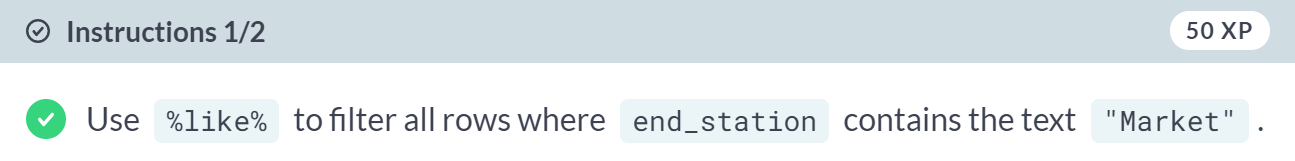 Instructions 1/2 50 XP
Use %like% to filter all rows where end_station contains the text "Market" .